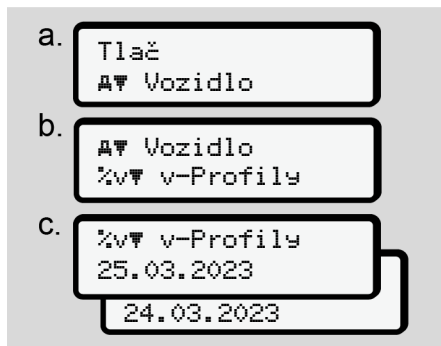 a.
Tlač
A▼ Vozidlo
b.
A▼ Vozidlo
%v▼ v-Profily
c.
%v▼ v-Profily
25.03.2023
24.03.2023